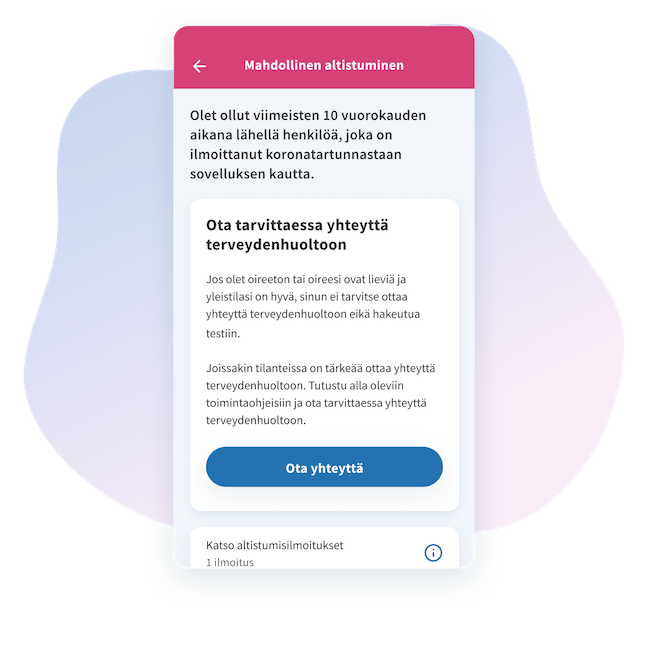 Mahdollinen altistuminen
Olet ollut viimeisten 10 vuorokauden
aikana lähellä henkilöä, joka on
ilmoittanut koronatartunnastaan
sovelluksen kautta.
Ota tarvittaessa yhteyttä
terveydenhuoltoon
Jos olet oireeton tai oireesi ovat lieviä ja
yleistilasi on hyvä, sinun ei tarvitse ottaa
yhteyttä terveydenhuoltoon eikä hakeutua
testiin.
Joissakin tilanteissa on tärkeää ottaa yhteyttä
terveydenhuoltoon. Tutustu alla oleviin
toimintaohjeisiin ja ota tarvittaessa yhteyttä
terveydenhuoltoon.
Ota yhteyttä
Katso altistumisilmoitukset
1 ilmoitus